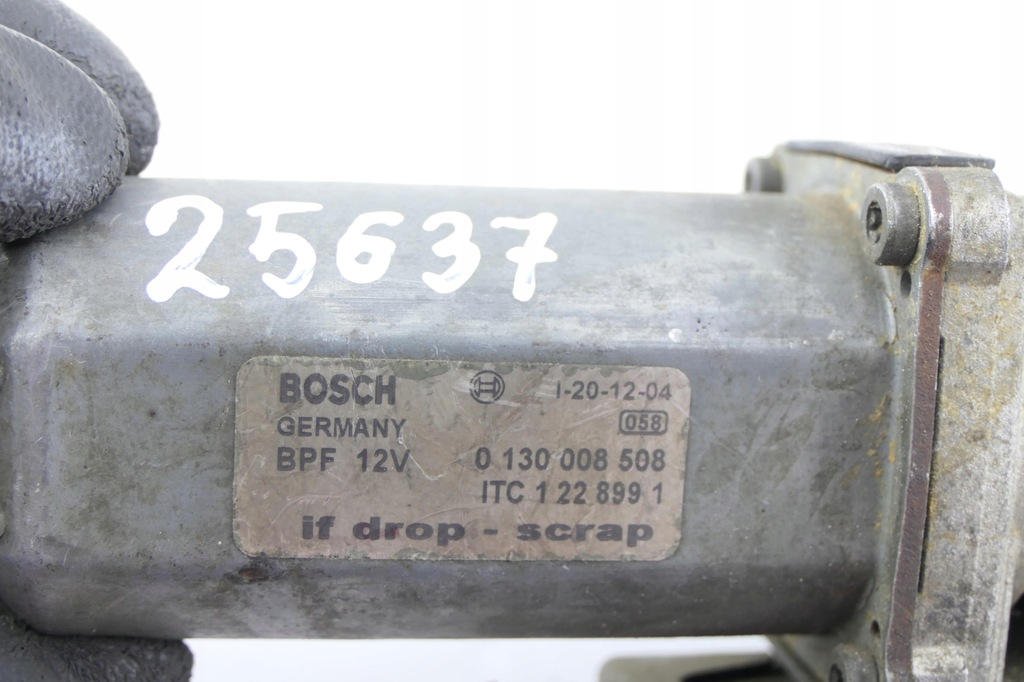 25637
BOSCH I-20-12-04
GERMANY 058
BPF 12V 0 130 008 508
ITC 1 22 899 1
if drop - scrap